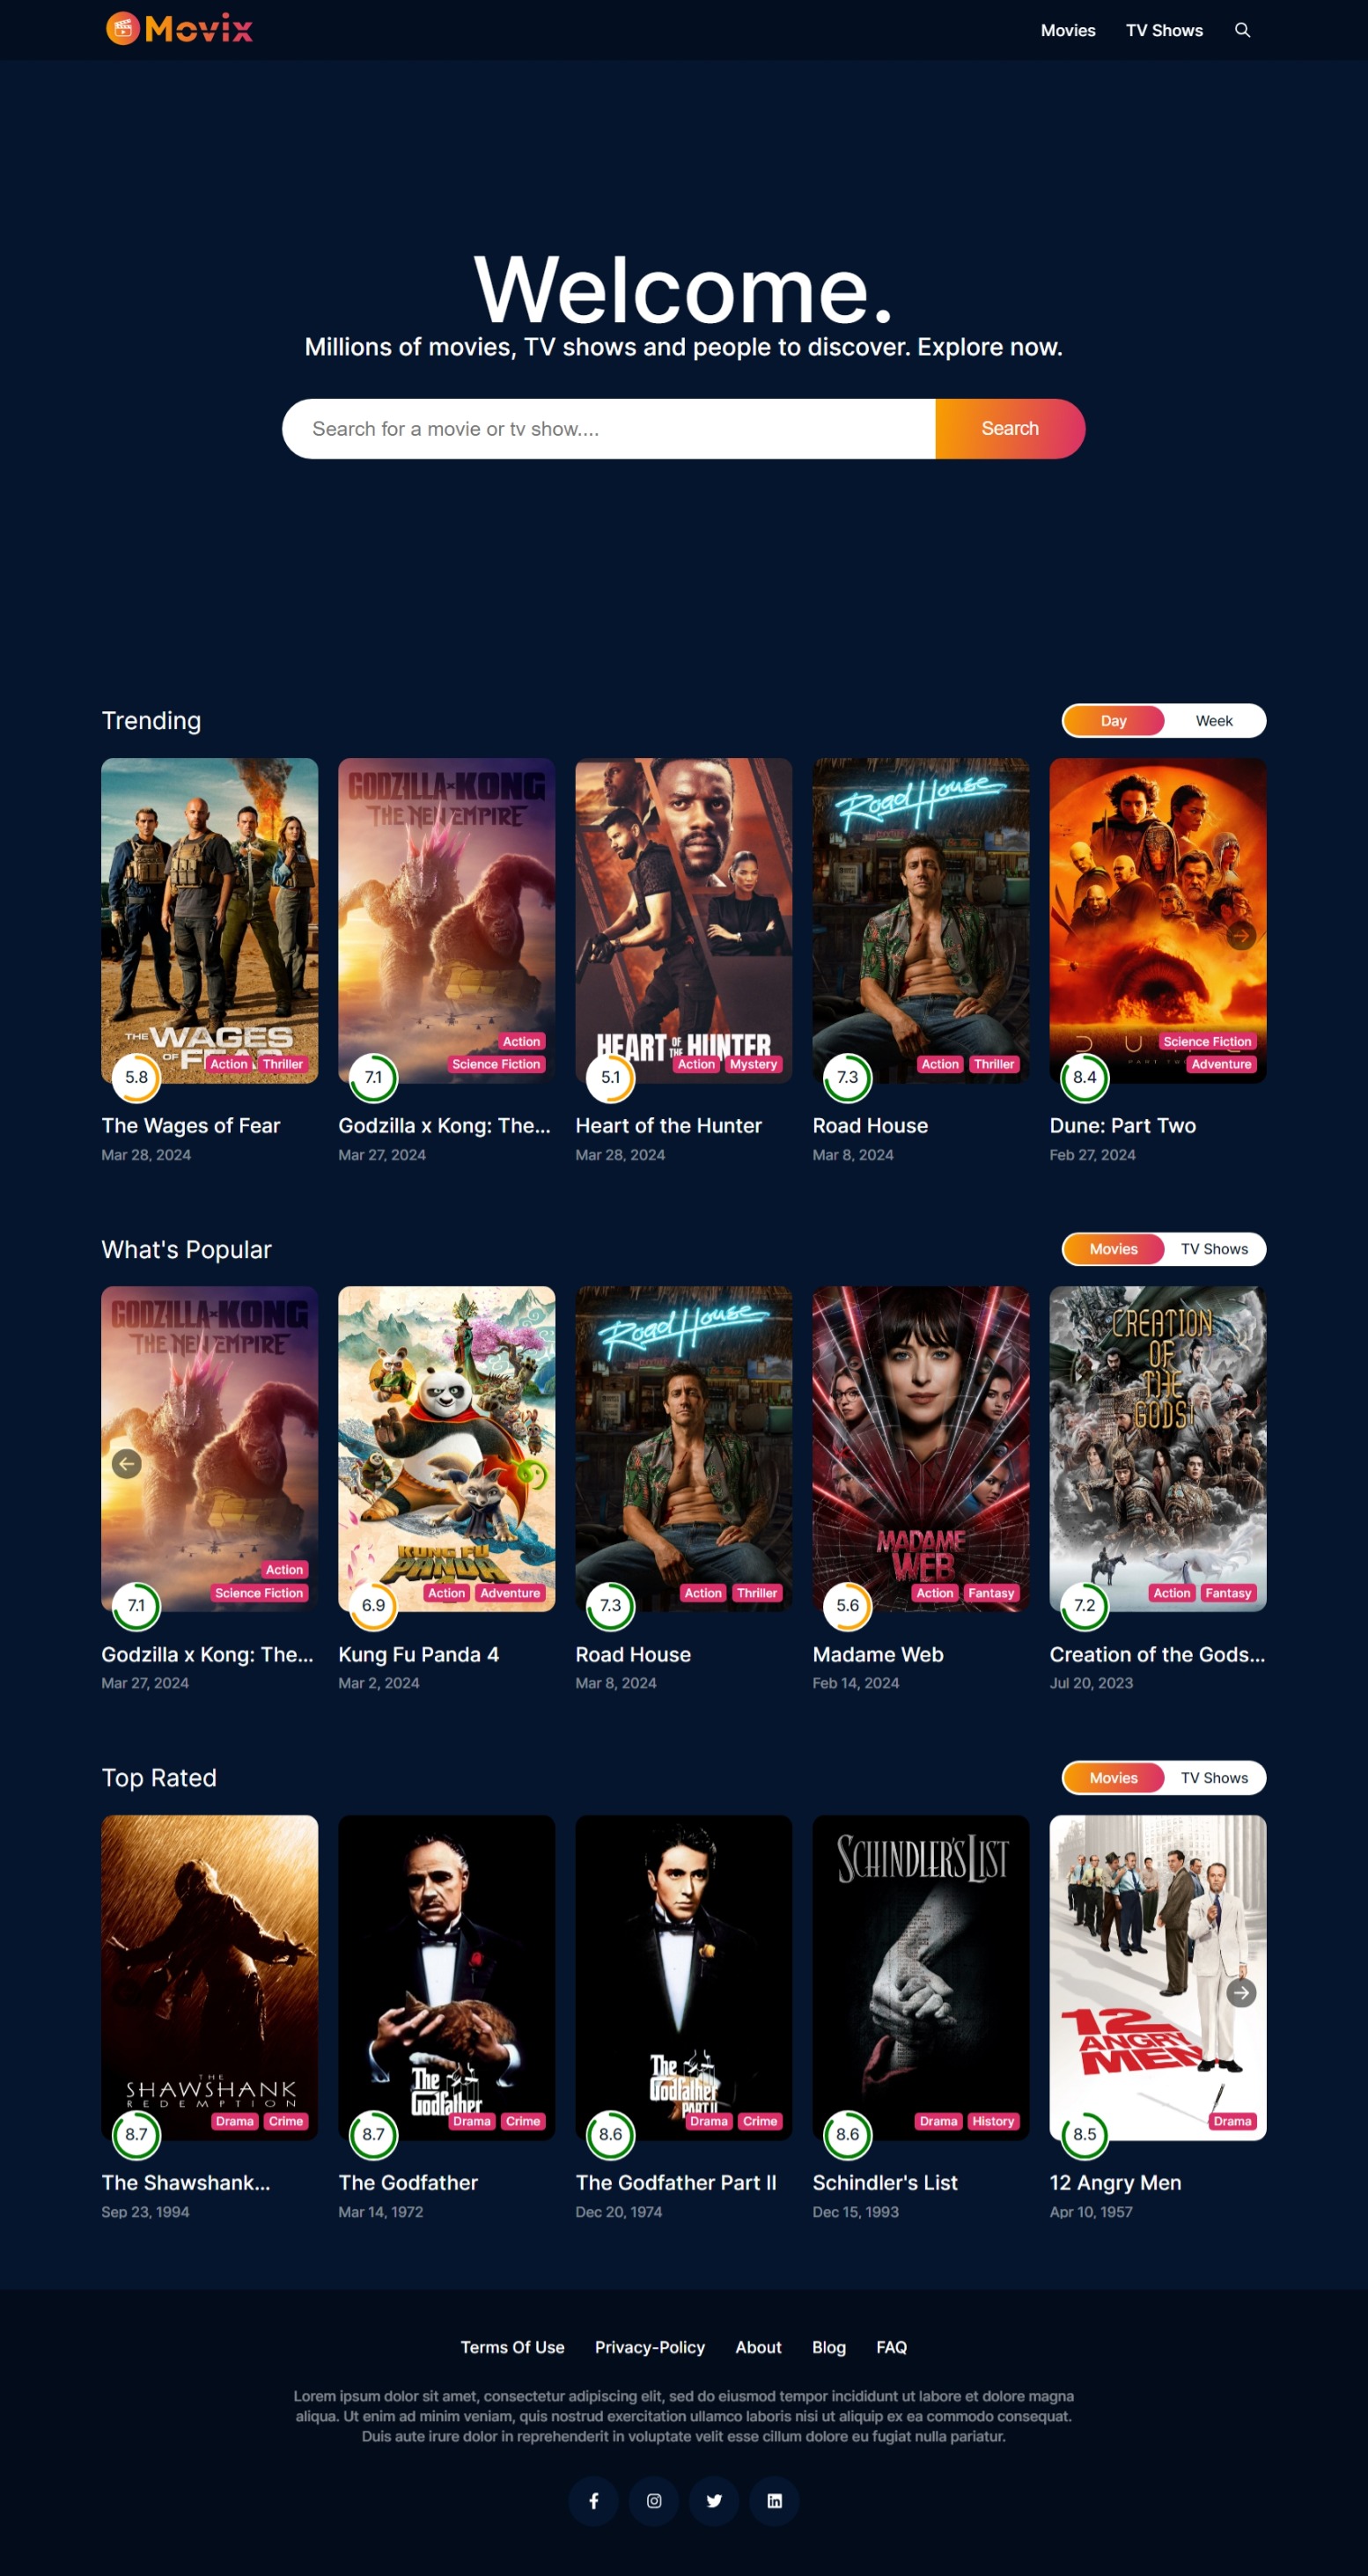 Movix
Movies TV Shows
Welcome.
Millions of movies, TV shows and people to discover. Explore now.
Search for a movie or tv show....
Search
Trending
Day Week
THE WAGES
OF FEAR
Action Thriller
5.8
The Wages of Fear
Mar 28, 2024
GODZILLA x KONG
THE NEW EMPIRE
Action
Science Fiction
7.1
Godzilla x Kong: The...
Mar 27, 2024
HEART OF THE HUNTER
Action Mystery
5.1
Heart of the Hunter
Mar 28, 2024
Road House
Action Thriller
7.3
Road House
Mar 8, 2024
Science Fiction
PART
Adventure
8.4
Dune: Part Two
Feb 27, 2024
What's Popular
Movies TV Shows
GODZILLA x KONG
THE NEW EMPIRE
Action
Science Fiction
7.1
Godzilla x Kong: The...
Mar 27, 2024
KUNG FU
PANDA
Action Adventure
6.9
Kung Fu Panda 4
Mar 2, 2024
Road House
Action Thriller
7.3
Road House
Mar 8, 2024
MADAME
WEB
Action Fantasy
5.6
Madame Web
Feb 14, 2024
CREATION
OF
THE
GODS I
Action Fantasy
7.2
Creation of the Gods...
Jul 20, 2023
Top Rated
Movies TV Shows
THE
SHAWSHANK
REDEMPTION
Drama Crime
8.7
The Shawshank...
Sep 23, 1994
The
Godfather
Drama Crime
8.7
The Godfather
Mar 14, 1972
The
Godfather
PART II
Drama Crime
8.6
The Godfather Part II
Dec 20, 1974
SCHINDLER'S LIST
Drama History
8.6
Schindler's List
Dec 15, 1993
12
ANGRY
MEN
Drama
8.5
12 Angry Men
Apr 10, 1957
Terms Of Use Privacy-Policy About Blog FAQ
Lorem ipsum dolor sit amet, consectetur adipiscing elit, sed do eiusmod tempor incididunt ut labore et dolore magna
aliqua. Ut enim ad minim veniam, quis nostrud exercitation ullamco laboris nisi ut aliquip ex ea commodo consequat.
Duis aute irure dolor in reprehenderit in voluptate velit esse cillum dolore eu fugiat nulla pariatur.